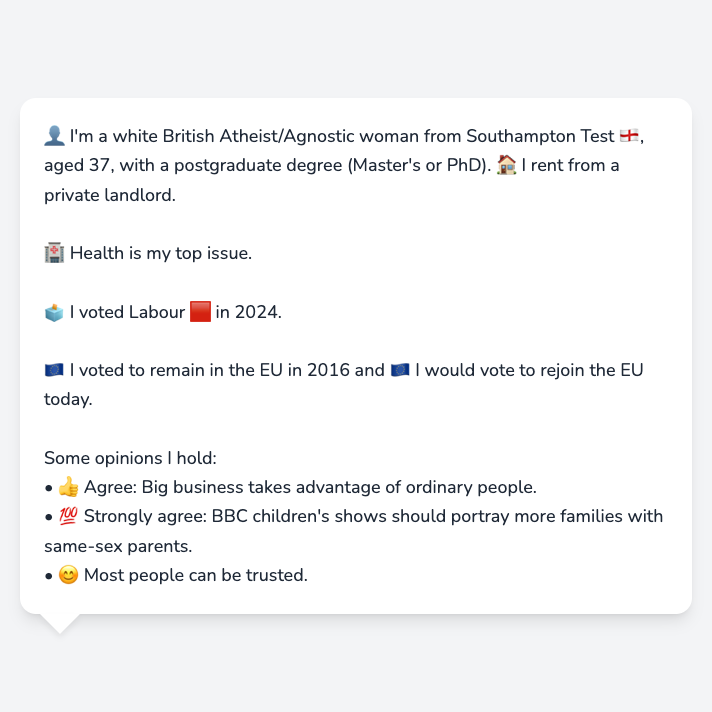 👤 I'm a white British Atheist/Agnostic woman from Southampton Test 🏴󠁧󠁢󠁥󠁮󠁧󠁿,
aged 37, with a postgraduate degree (Master's or PhD). 🏠 I rent from a
private landlord.
🏥 Health is my top issue.
🗳️ I voted Labour 🟥 in 2024.
🇪🇺 I voted to remain in the EU in 2016 and 🇪🇺 I would vote to rejoin the EU
today.
Some opinions I hold:
• 👍 Agree: Big business takes advantage of ordinary people.
• 💯 Strongly agree: BBC children's shows should portray more families with
same-sex parents.
• 😊 Most people can be trusted.